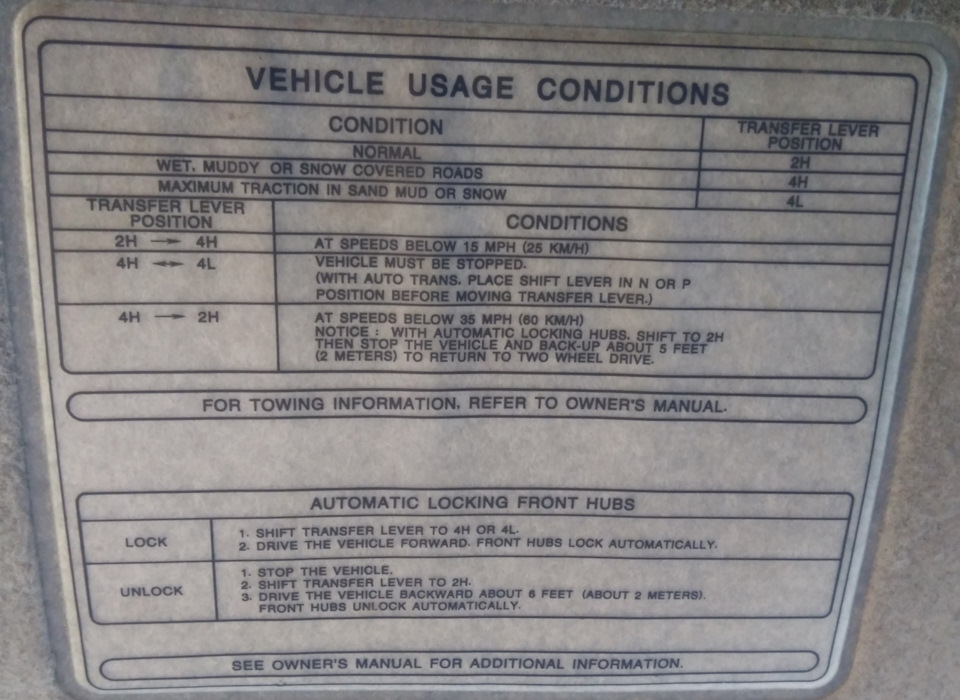 VEHICLE USAGE CONDITIONS
CONDITION
TRANSFER LEVER
POSITION
NORMAL
2H
WET, MUDDY OR SNOW COVERED ROADS
4H
MAXIMUM TRACTION IN SAND MUD OR SNOW
4L
TRANSFER LEVER
POSITION
CONDITIONS
2H → 4H
AT SPEEDS BELOW 15 MPH (25 KM/H)
4H ↔ 4L
VEHICLE MUST BE STOPPED.
(WITH AUTO TRANS. PLACE SHIFT LEVER IN N OR P
POSITION BEFORE MOVING TRANSFER LEVER.)
4H → 2H
AT SPEEDS BELOW 35 MPH (60 KM/H)
NOTICE : WITH AUTOMATIC LOCKING HUBS, SHIFT TO 2H
THEN STOP THE VEHICLE AND BACK-UP ABOUT 5 FEET
(2 METERS) TO RETURN TO TWO WHEEL DRIVE.
FOR TOWING INFORMATION, REFER TO OWNER'S MANUAL.
AUTOMATIC LOCKING FRONT HUBS
LOCK
1. SHIFT TRANSFER LEVER TO 4H OR 4L.
2. DRIVE THE VEHICLE FORWARD. FRONT HUBS LOCK AUTOMATICALLY.
UNLOCK
1. STOP THE VEHICLE.
2. SHIFT TRANSFER LEVER TO 2H.
3. DRIVE THE VEHICLE BACKWARD ABOUT 6 FEET (ABOUT 2 METERS).
FRONT HUBS UNLOCK AUTOMATICALLY.
SEE OWNER'S MANUAL FOR ADDITIONAL INFORMATION.